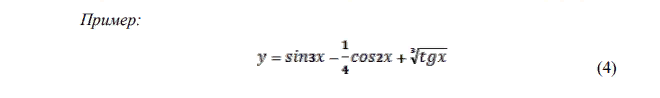 Пример:
y = sin3x − 1/4 cos2x + ∛tgx
(4)